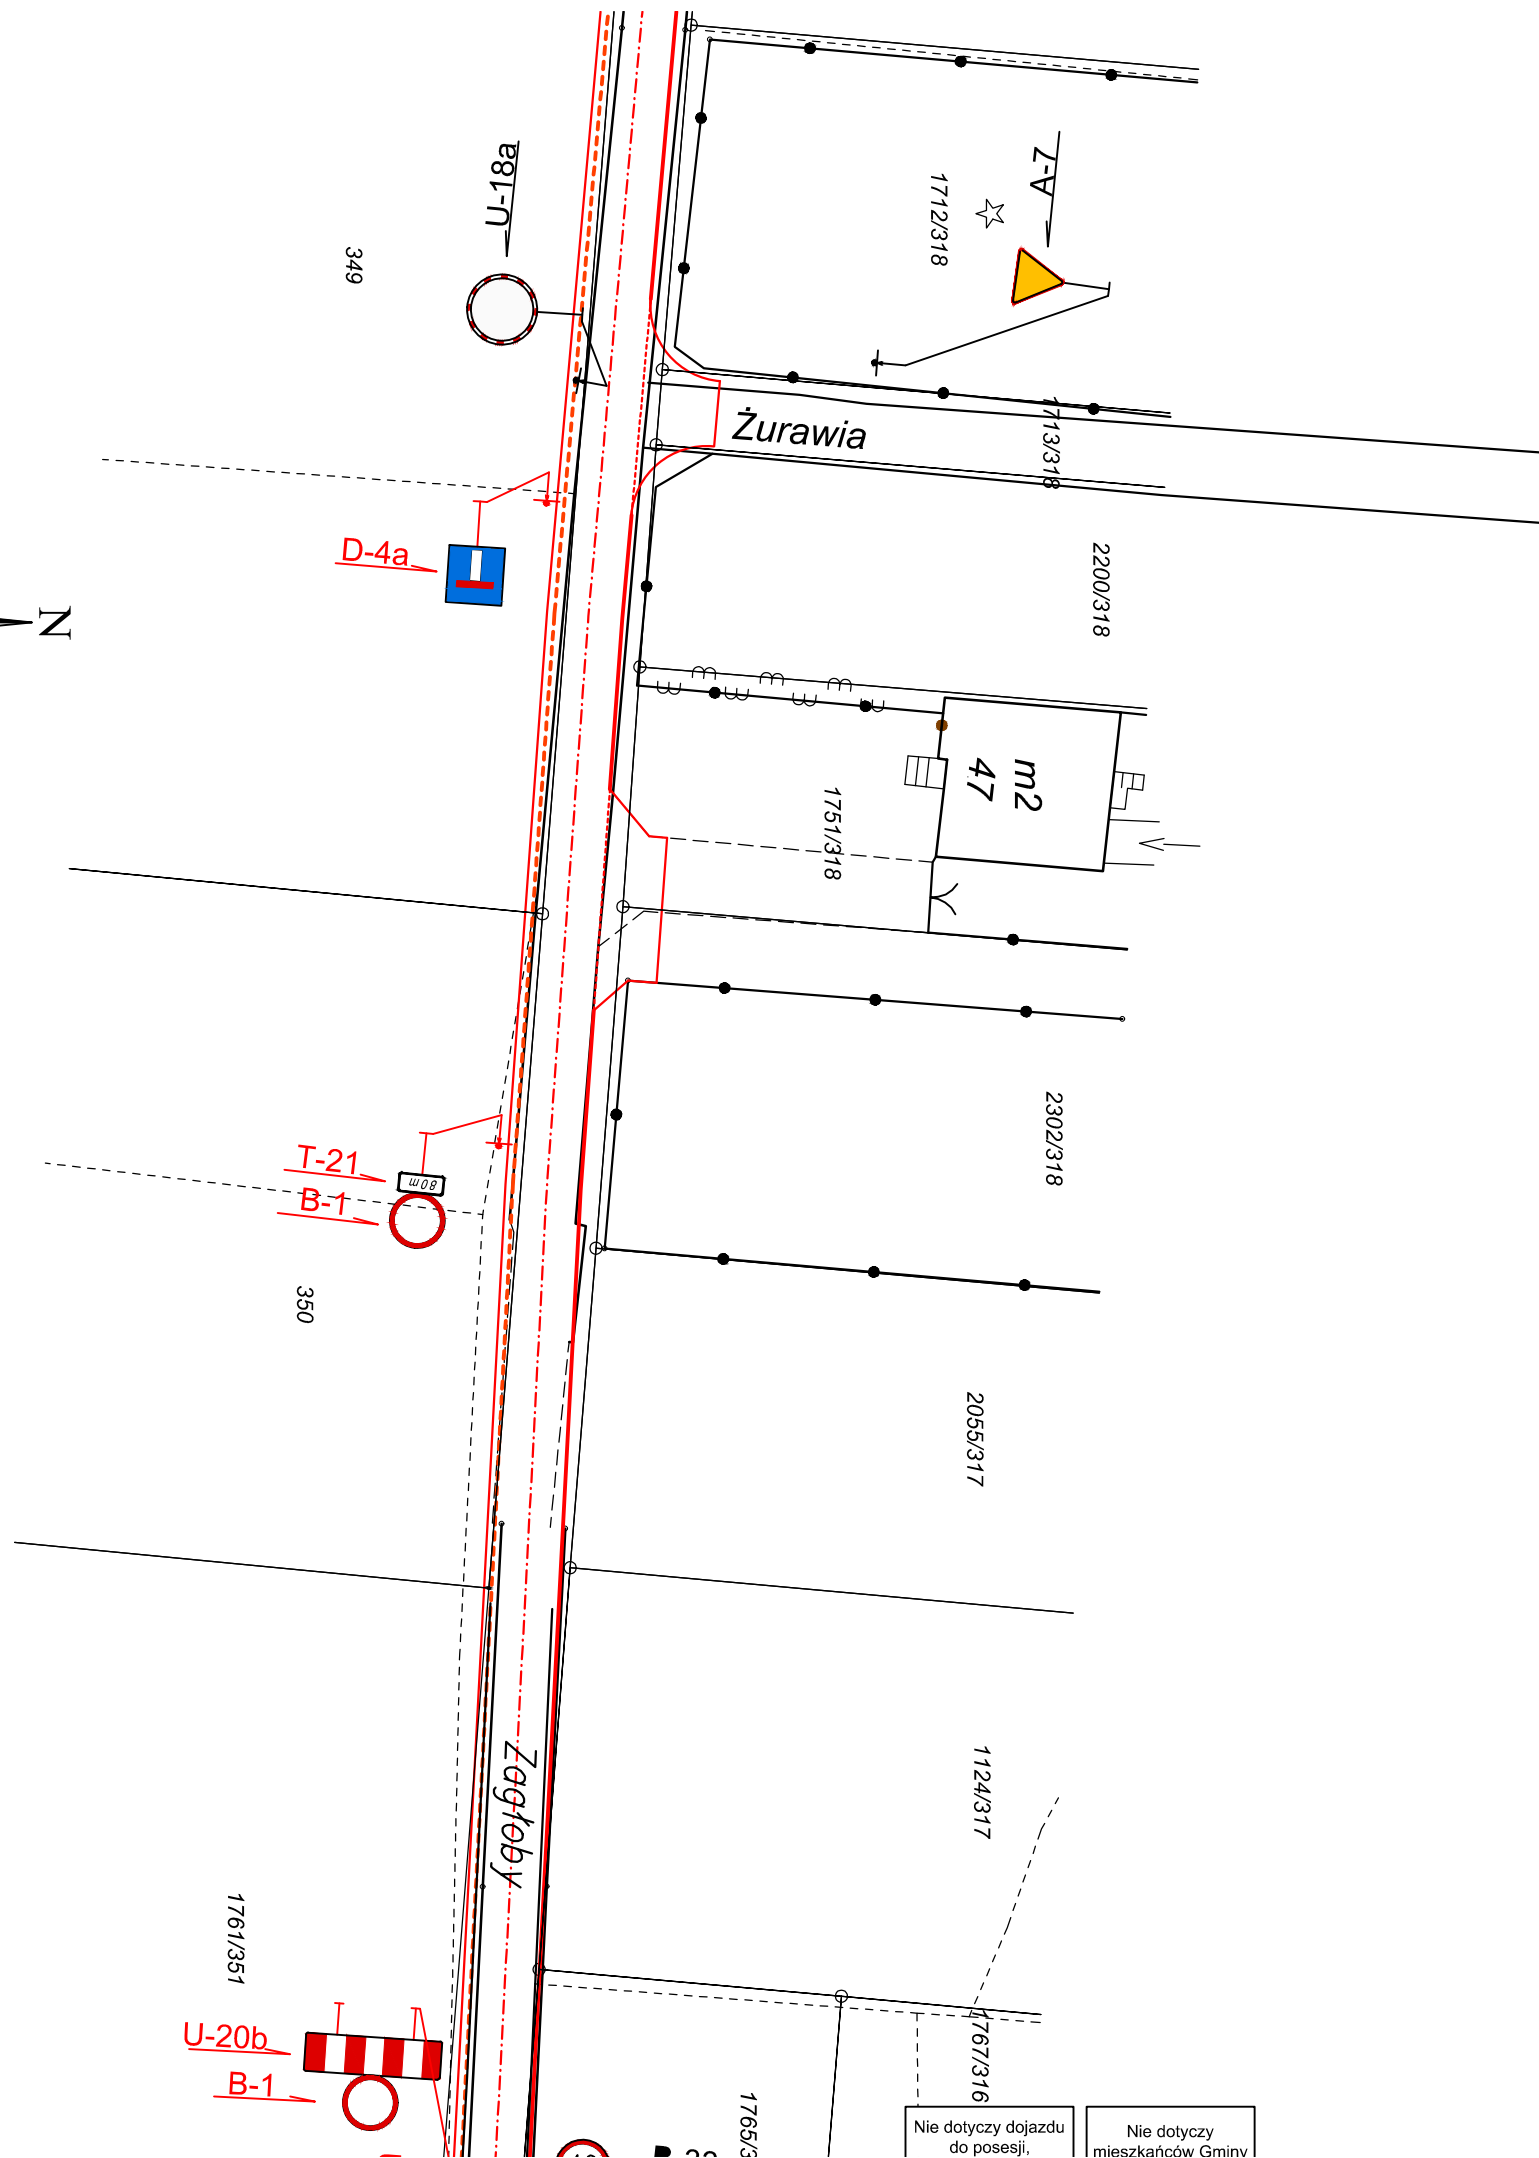 U-18a
A-7
1712/318
349
Żurawia
1713/318
D-4a
2200/318
N
m2
47
1751/318
2302/318
T-21
80m
B-1
350
2055/317
Zagłoby
1124/317
1761/351
U-20b
B-1
1767/316
Nie dotyczy dojazdu
do posesji,
Nie dotyczy
mieszkańców Gminy